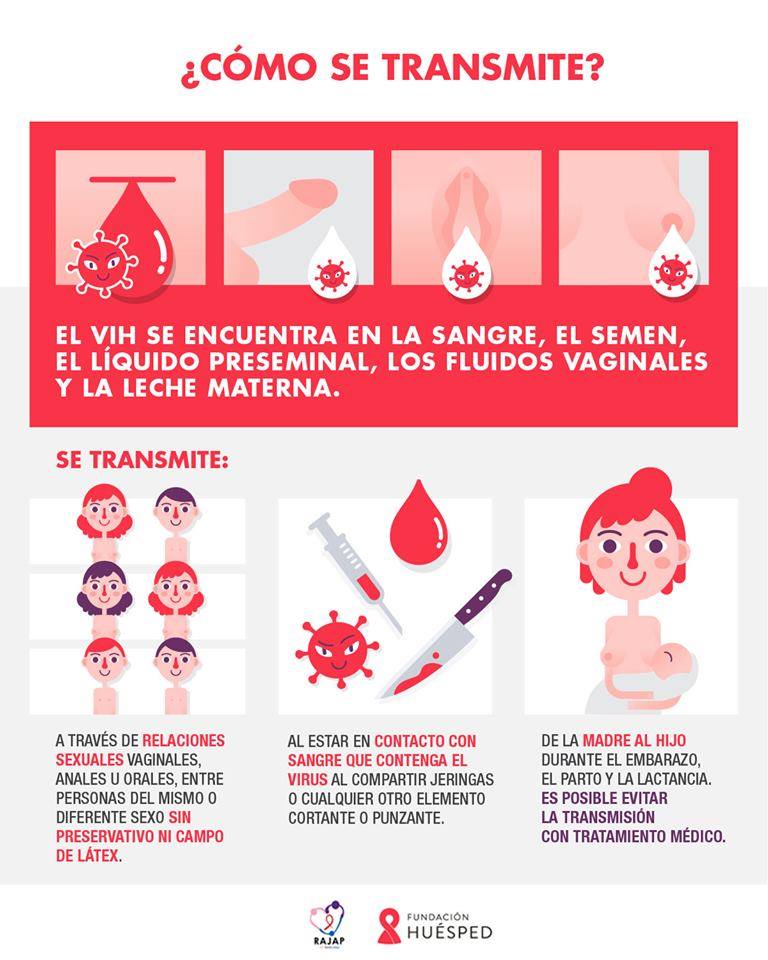 ¿CÓMO SE TRANSMITE?
EL VIH SE ENCUENTRA EN LA SANGRE, EL SEMEN,
EL LÍQUIDO PRESEMINAL, LOS FLUIDOS VAGINALES
Y LA LECHE MATERNA.
SE TRANSMITE:
A TRAVÉS DE RELACIONES
SEXUALES VAGINALES,
ANALES U ORALES, ENTRE
PERSONAS DEL MISMO O
DIFERENTE SEXO SIN
PRESERVATIVO NI CAMPO
DE LÁTEX.
AL ESTAR EN CONTACTO CON
SANGRE QUE CONTENGA EL
VIRUS AL COMPARTIR JERINGAS
O CUALQUIER OTRO ELEMENTO
CORTANTE O PUNZANTE.
DE LA MADRE AL HIJO
DURANTE EL EMBARAZO,
EL PARTO Y LA LACTANCIA.
ES POSIBLE EVITAR
LA TRANSMISIÓN
CON TRATAMIENTO MÉDICO.
RAJAP
FUNDACIÓN
HUÉSPED